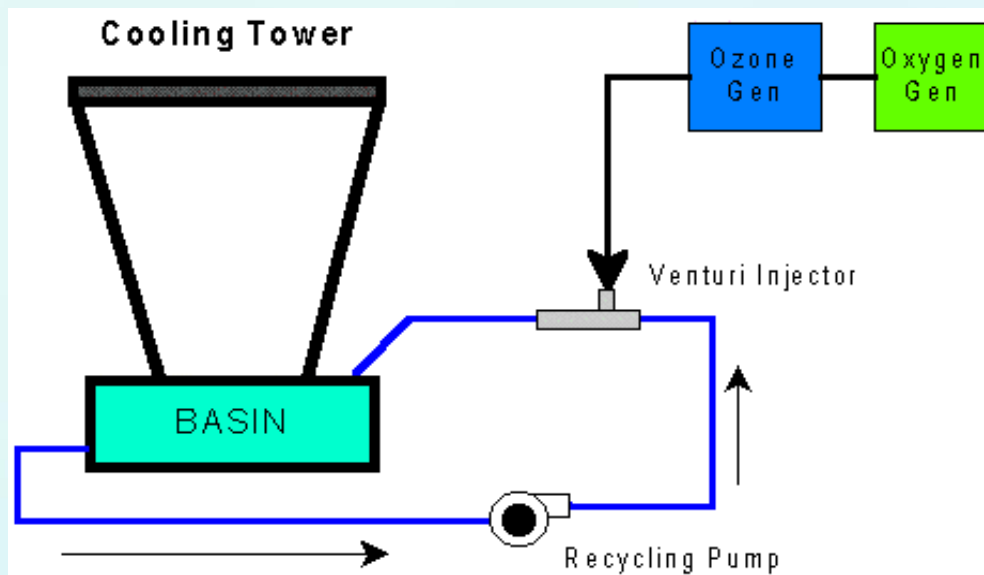 Cooling Tower
Ozone
Gen
Oxygen
Gen
Venturi Injector
BASIN
Recycling Pump